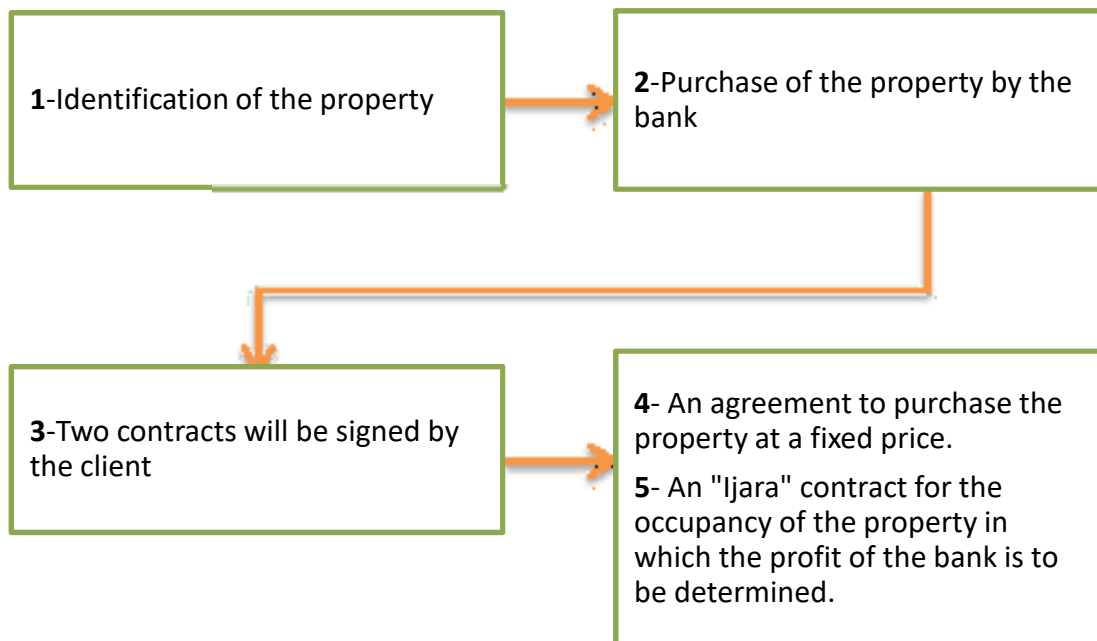 1-Identification of the property
2-Purchase of the property by the
bank
3-Two contracts will be signed by
the client
4- An agreement to purchase the
property at a fixed price.
5- An "Ijara" contract for the
occupancy of the property in
which the profit of the bank is to
be determined.